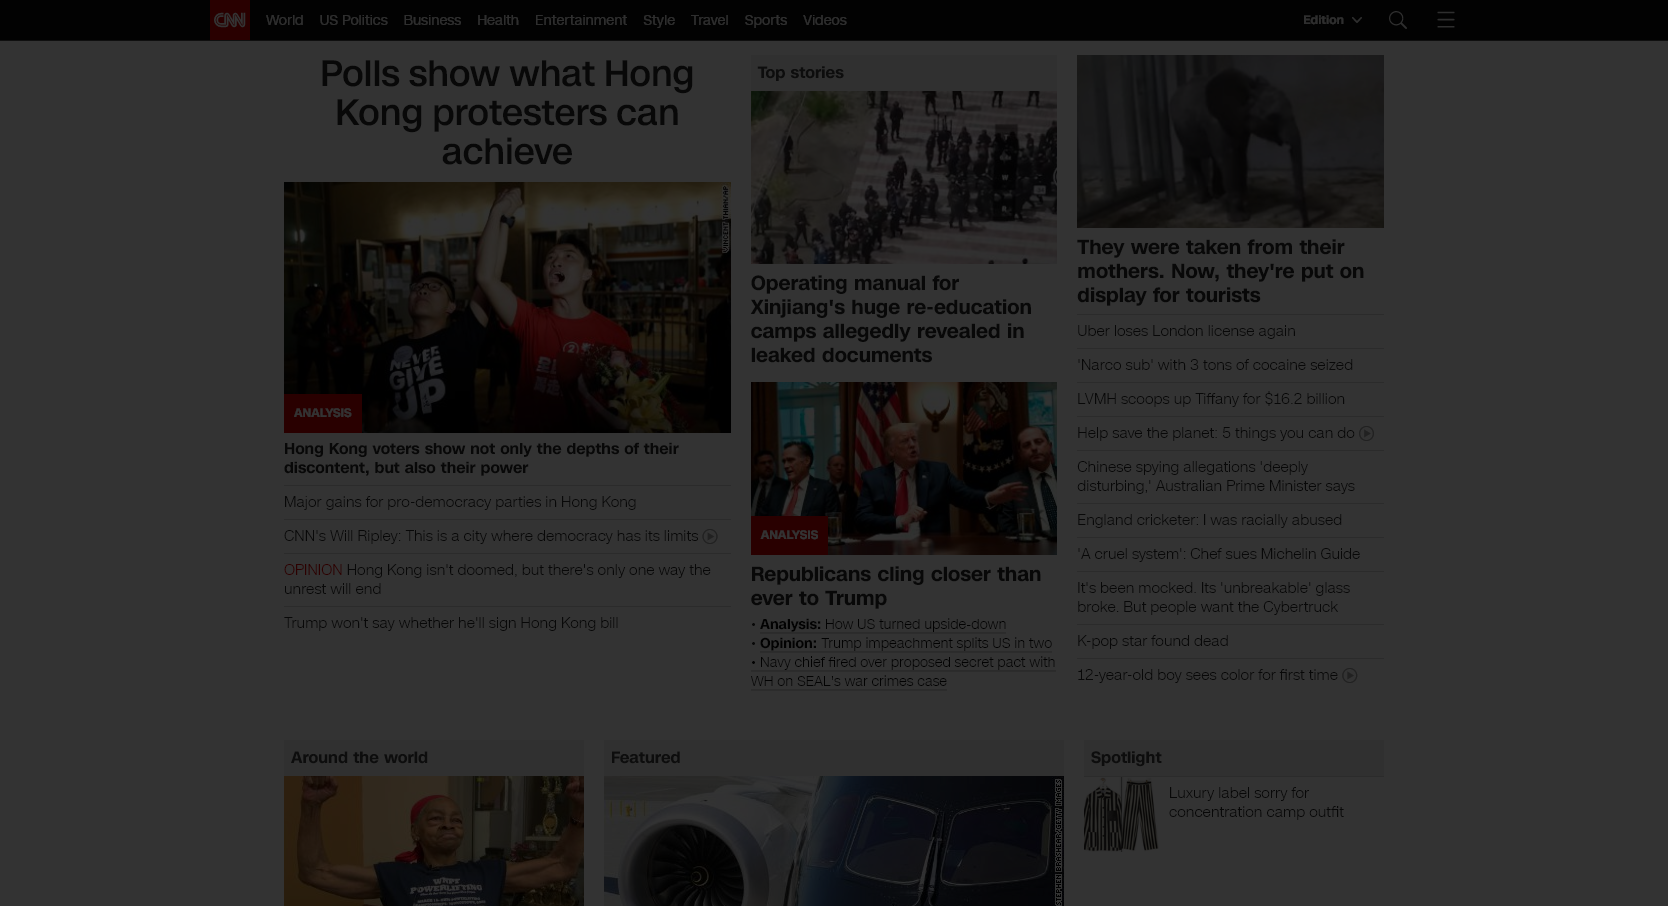 CNN
World
US Politics
Business
Health
Entertainment
Style
Travel
Sports
Videos
Edition
Polls show what Hong
Kong protesters can
achieve
VINCENT THIAN/AP
NEVER
GIVE
UP
ANALYSIS
Hong Kong voters show not only the depths of their
discontent, but also their power
Major gains for pro-democracy parties in Hong Kong
CNN's Will Ripley: This is a city where democracy has its limits
OPINION Hong Kong isn't doomed, but there's only one way the
unrest will end
Trump won't say whether he'll sign Hong Kong bill
Top stories
Operating manual for
Xinjiang's huge re-education
camps allegedly revealed in
leaked documents
ANALYSIS
Republicans cling closer than
ever to Trump
• Analysis: How US turned upside-down
• Opinion: Trump impeachment splits US in two
• Navy chief fired over proposed secret pact with
WH on SEAL's war crimes case
They were taken from their
mothers. Now, they're put on
display for tourists
Uber loses London license again
'Narco sub' with 3 tons of cocaine seized
LVMH scoops up Tiffany for $16.2 billion
Help save the planet: 5 things you can do
Chinese spying allegations 'deeply
disturbing,' Australian Prime Minister says
England cricketer: I was racially abused
'A cruel system': Chef sues Michelin Guide
It's been mocked. Its 'unbreakable' glass
broke. But people want the Cybertruck
K-pop star found dead
12-year-old boy sees color for first time
Around the world
POWERLIFTING
Featured
STEPHEN BRASHEAR/GETTY IMAGES
Spotlight
Luxury label sorry for
concentration camp outfit